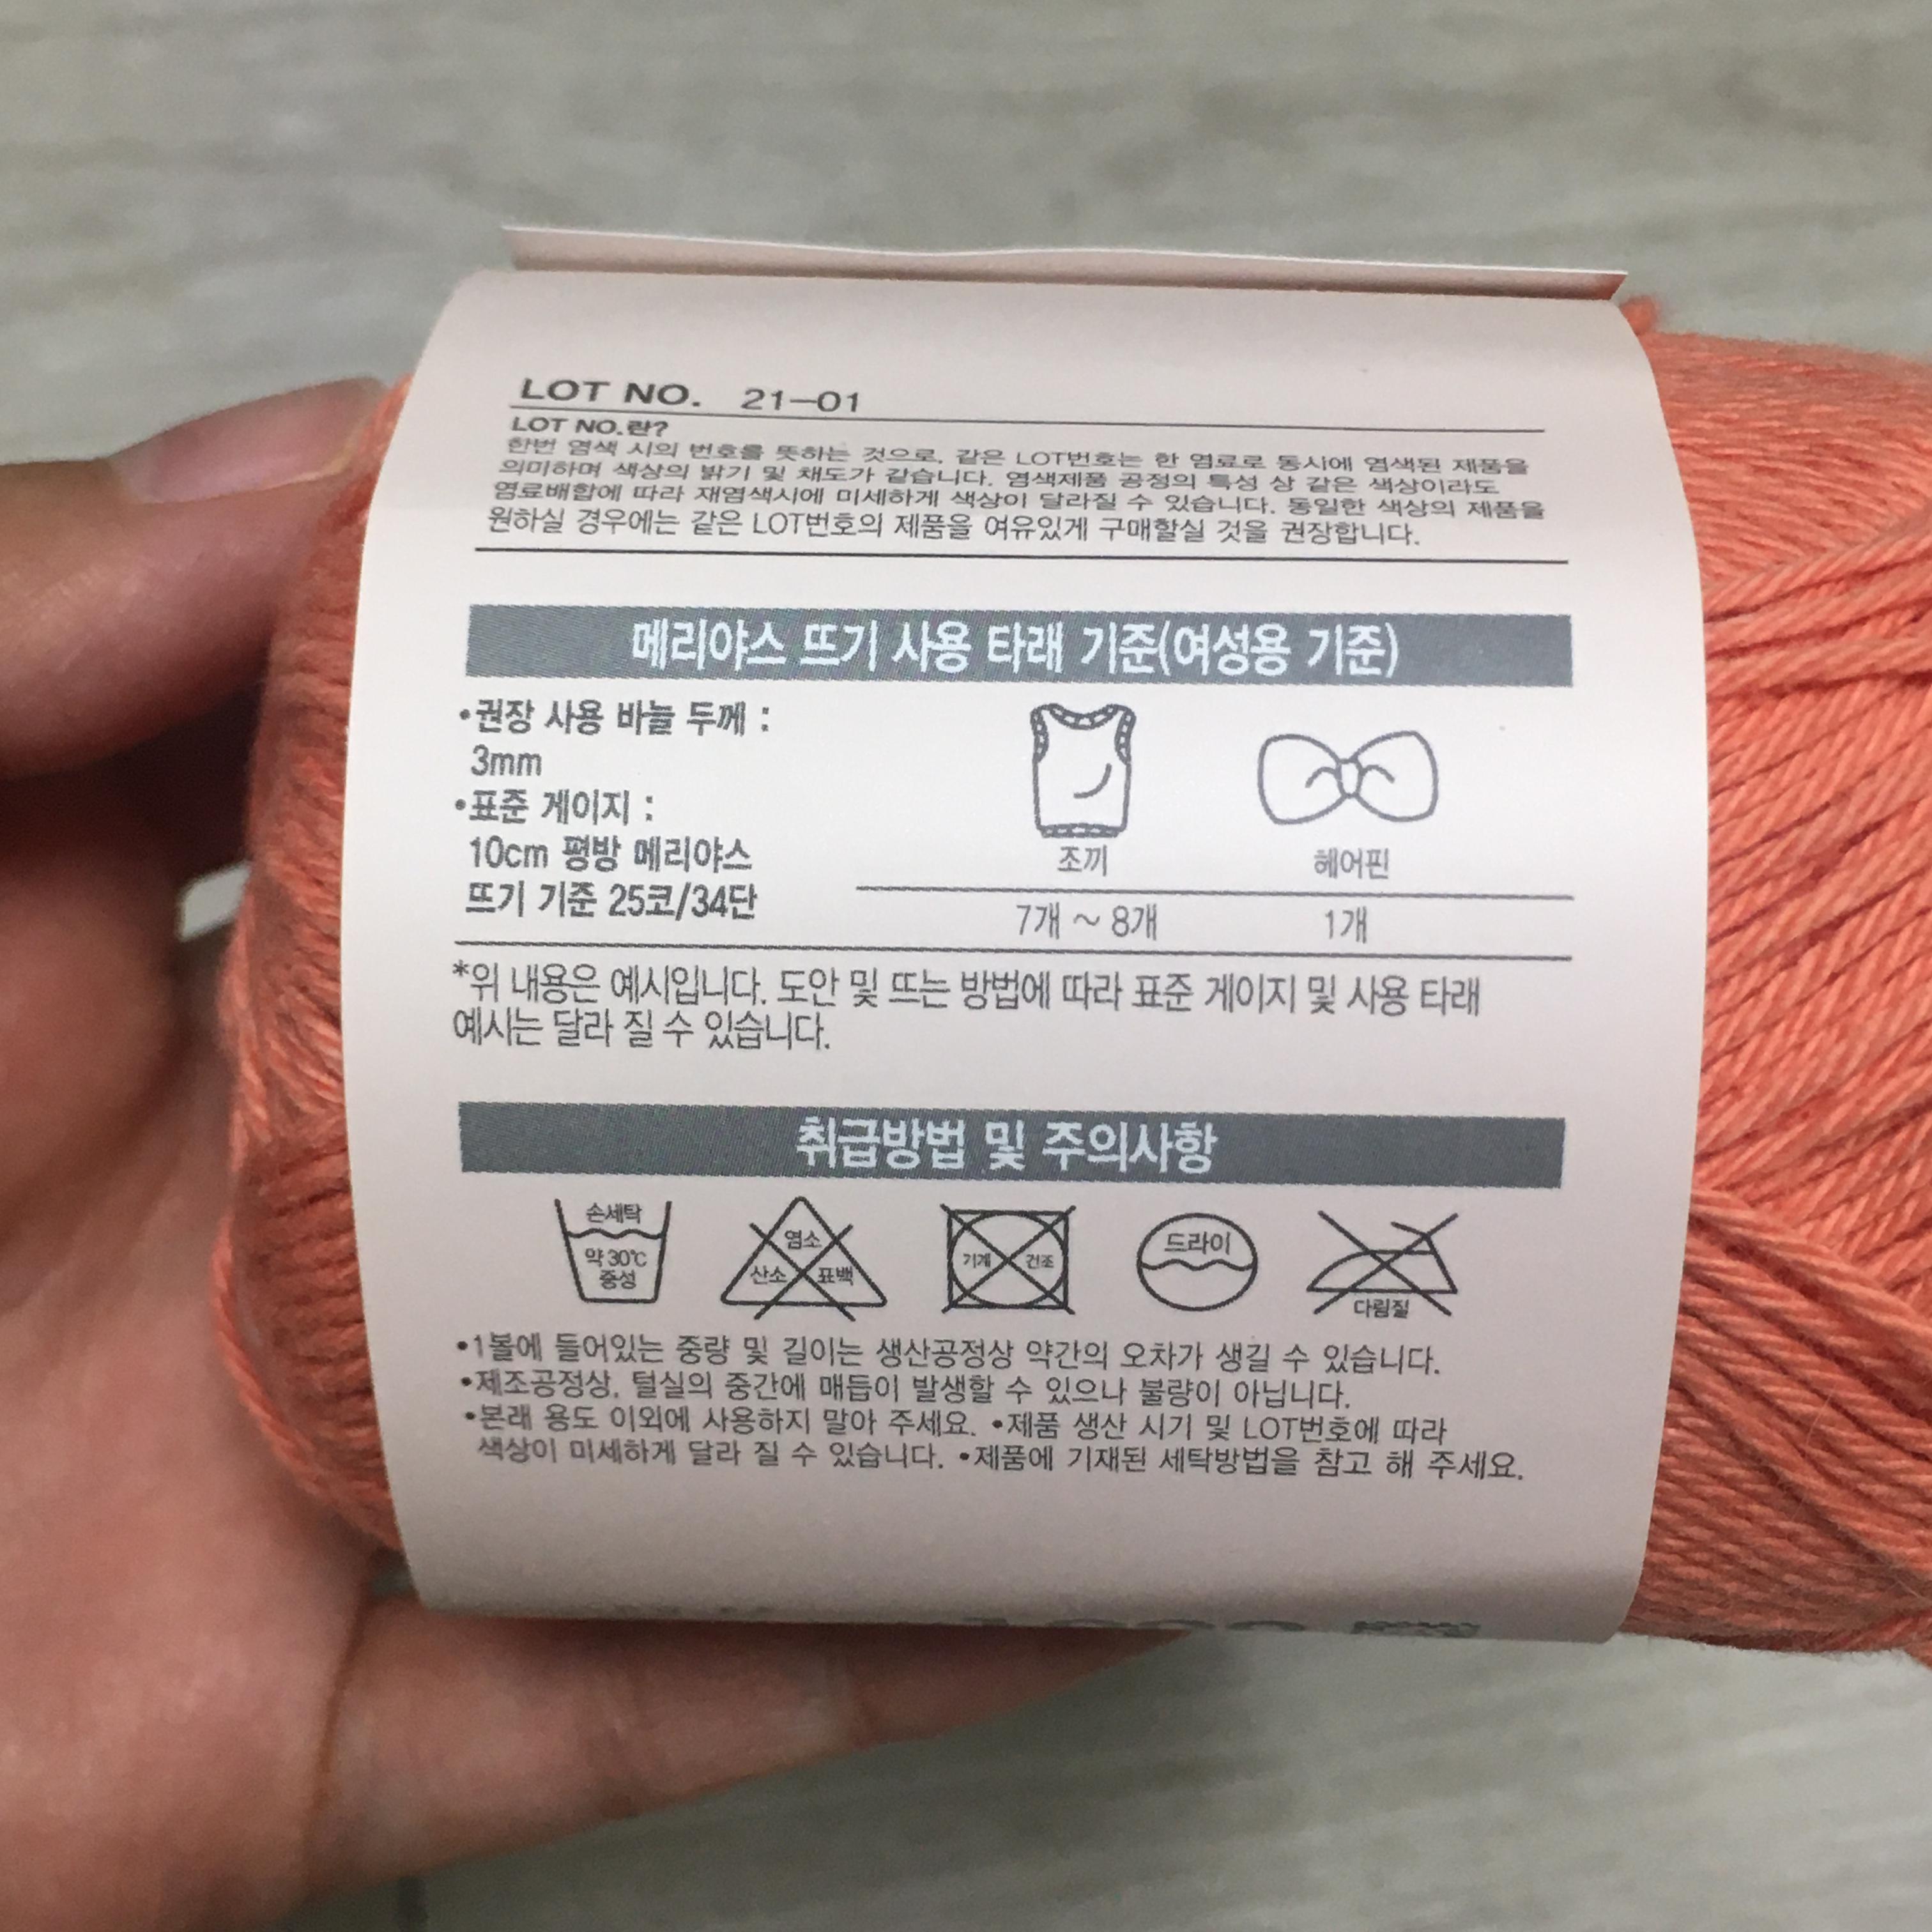 LOT NO. 21-01
LOT NO.란?
한번 염색 시의 번호를 뜻하는 것으로, 같은 LOT번호는 한 염료로 동시에 염색된 제품을
의미하며 색상의 밝기 및 채도가 같습니다. 염색제품 공정의 특성 상 같은 색상이라도
염료배합에 따라 재염색시에 미세하게 색상이 달라질 수 있습니다. 동일한 색상의 제품을
원하실 경우에는 같은 LOT번호의 제품을 여유있게 구매할실 것을 권장합니다.
메리야스 뜨기 사용 타래 기준(여성용 기준)
•권장 사용 바늘 두께 :
3mm
•표준 게이지 :
10cm 평방 메리야스
뜨기 기준 25코/34단
조끼 헤어핀
7개 ~ 8개 1개
*위 내용은 예시입니다. 도안 및 뜨는 방법에 따라 표준 게이지 및 사용 타래
예시는 달라 질 수 있습니다.
취급방법 및 주의사항
손세탁
약 30℃
중성
염소
산소 표백
기계 건조
드라이
다림질
•1볼에 들어있는 중량 및 길이는 생산공정상 약간의 오차가 생길 수 있습니다.
•제조공정상, 털실의 중간에 매듭이 발생할 수 있으나 불량이 아닙니다.
•본래 용도 이외에 사용하지 말아 주세요. •제품 생산 시기 및 LOT번호에 따라
색상이 미세하게 달라 질 수 있습니다. •제품에 기재된 세탁방법을 참고 해 주세요.